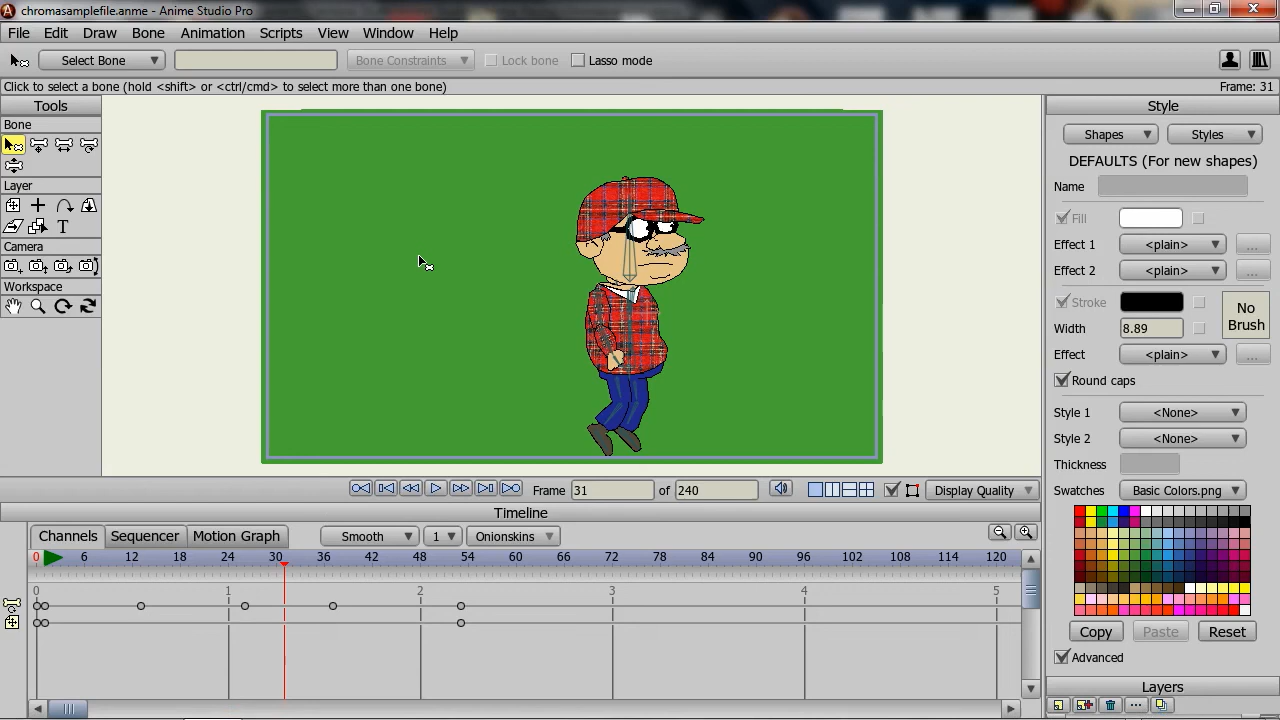 chromasamplefile.anme - Anime Studio Pro
File Edit Draw Bone Animation Scripts View Window Help
Select Bone Bone Constraints Lock bone Lasso mode
Click to select a bone (hold <shift> or <ctrl/cmd> to select more than one bone) Frame: 31
Tools
Bone
Layer
T
Camera
Workspace
Style
Shapes Styles
DEFAULTS (For new shapes)
Name
Fill
Effect 1 <plain> ...
Effect 2 <plain> ...
Stroke No Brush
Width 8.89
Effect <plain> ...
Round caps
Style 1 <None>
Style 2 <None>
Thickness
Swatches Basic Colors.png
Copy Paste Reset
Advanced
Layers
Frame 31 of 240 Display Quality
Timeline
Channels Sequencer Motion Graph Smooth 1 Onionskins
0 6 12 18 24 30 36 42 48 54 60 66 72 78 84 90 96 102 108 114 120
0 1 2 3 4 5